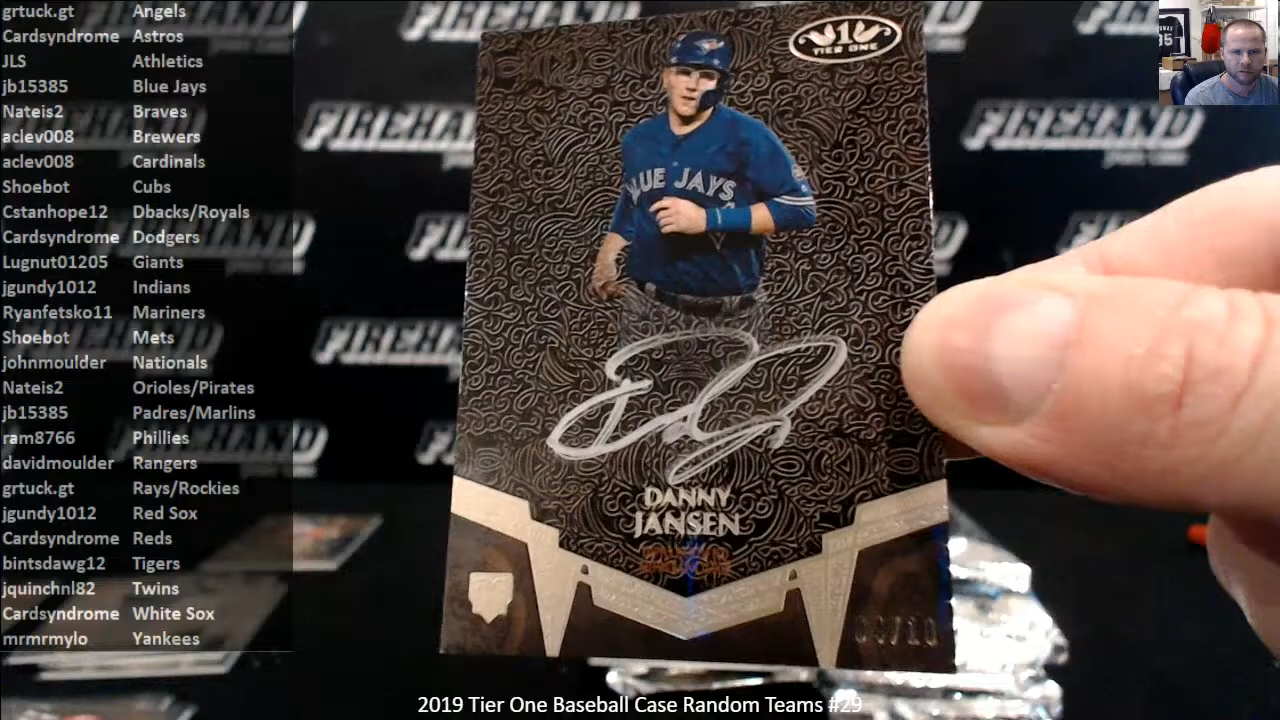 grtuck.gt Angels
Cardsyndrome Astros
JLS Athletics
jb15385 Blue Jays
Nateis2 Braves
aclev008 Brewers
aclev008 Cardinals
Shoebot Cubs
Cstanhope12 Dbacks/Royals
Cardsyndrome Dodgers
Lugnut01205 Giants
jgundy1012 Indians
Ryanfetsko11 Mariners
Shoebot Mets
johnmoulder Nationals
Nateis2 Orioles/Pirates
jb15385 Padres/Marlins
ram8766 Phillies
davidmoulder Rangers
grtuck.gt Rays/Rockies
jgundy1012 Red Sox
Cardsyndrome Reds
bintsdawg12 Tigers
jquinchnl82 Twins
Cardsyndrome White Sox
mrmrmylo Yankees
1
TIER ONE
BLUE JAYS
DANNY
JANSEN
FIREHAND
FIREHAND
2019 Tier One Baseball Case Random Teams #29